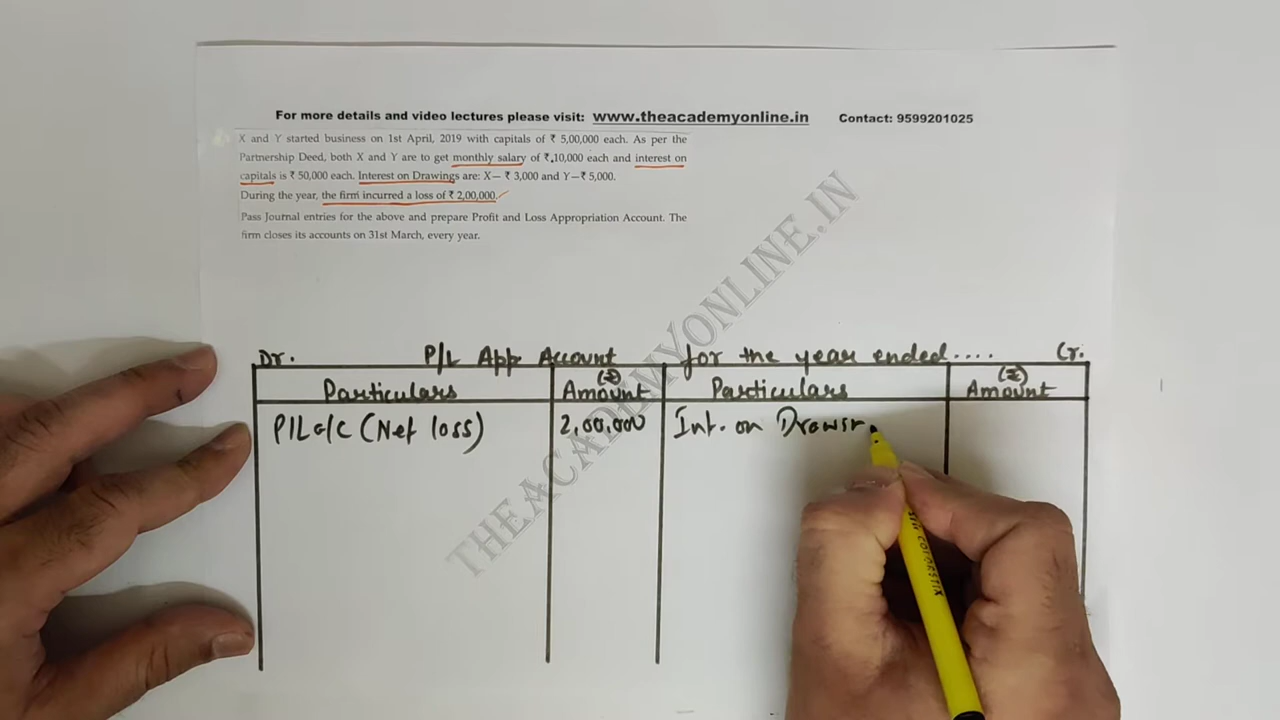 For more details and video lectures please visit: www.theacademyonline.in Contact: 9599201025
X and Y started business on 1st April, 2019 with capitals of ₹ 5,00,000 each. As per the
Partnership Deed, both X and Y are to get monthly salary of ₹ 10,000 each and interest on
capitals is ₹ 50,000 each. Interest on Drawings are: X— ₹ 3,000 and Y—₹ 5,000.
During the year, the firm incurred a loss of ₹ 2,00,000.
Pass Journal entries for the above and prepare Profit and Loss Appropriation Account. The
firm closes its accounts on 31st March, every year.
THEACADEMYONLINE.IN
Dr. P/L App Account for the year ended.... Cr.
Particulars Amount (₹) Particulars Amount (₹)
P/L a/c (Net loss) 2,00,000 Int. on Drawin